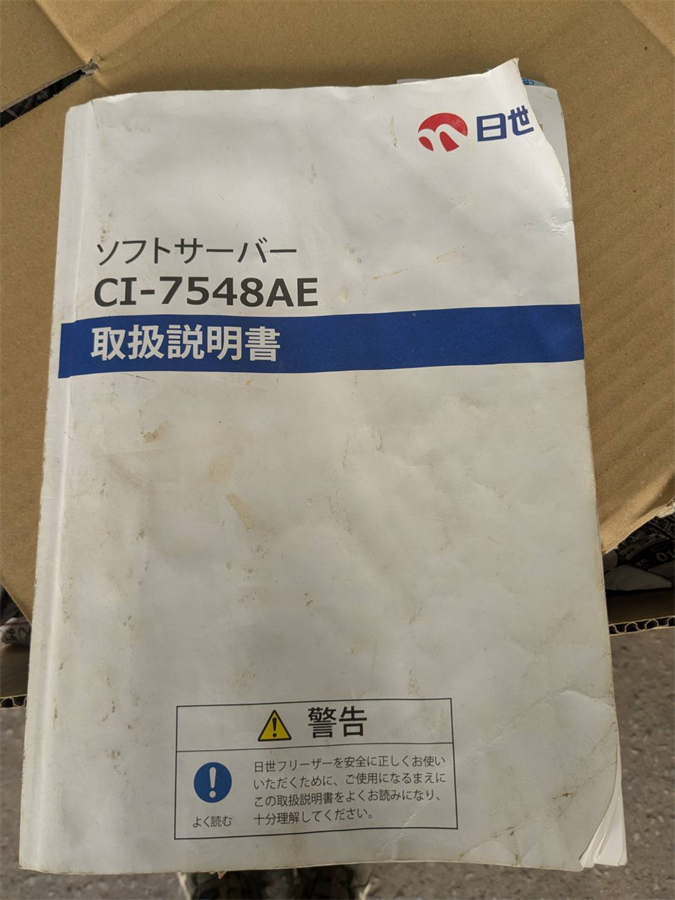 日世
ソフトサーバー
CI-7548AE
取扱説明書
警告
日世フリーザーを安全に正しくお使い
いただくために、ご使用になるまえに
この取扱説明書をよくお読みになり、
十分理解してください。
よく読む